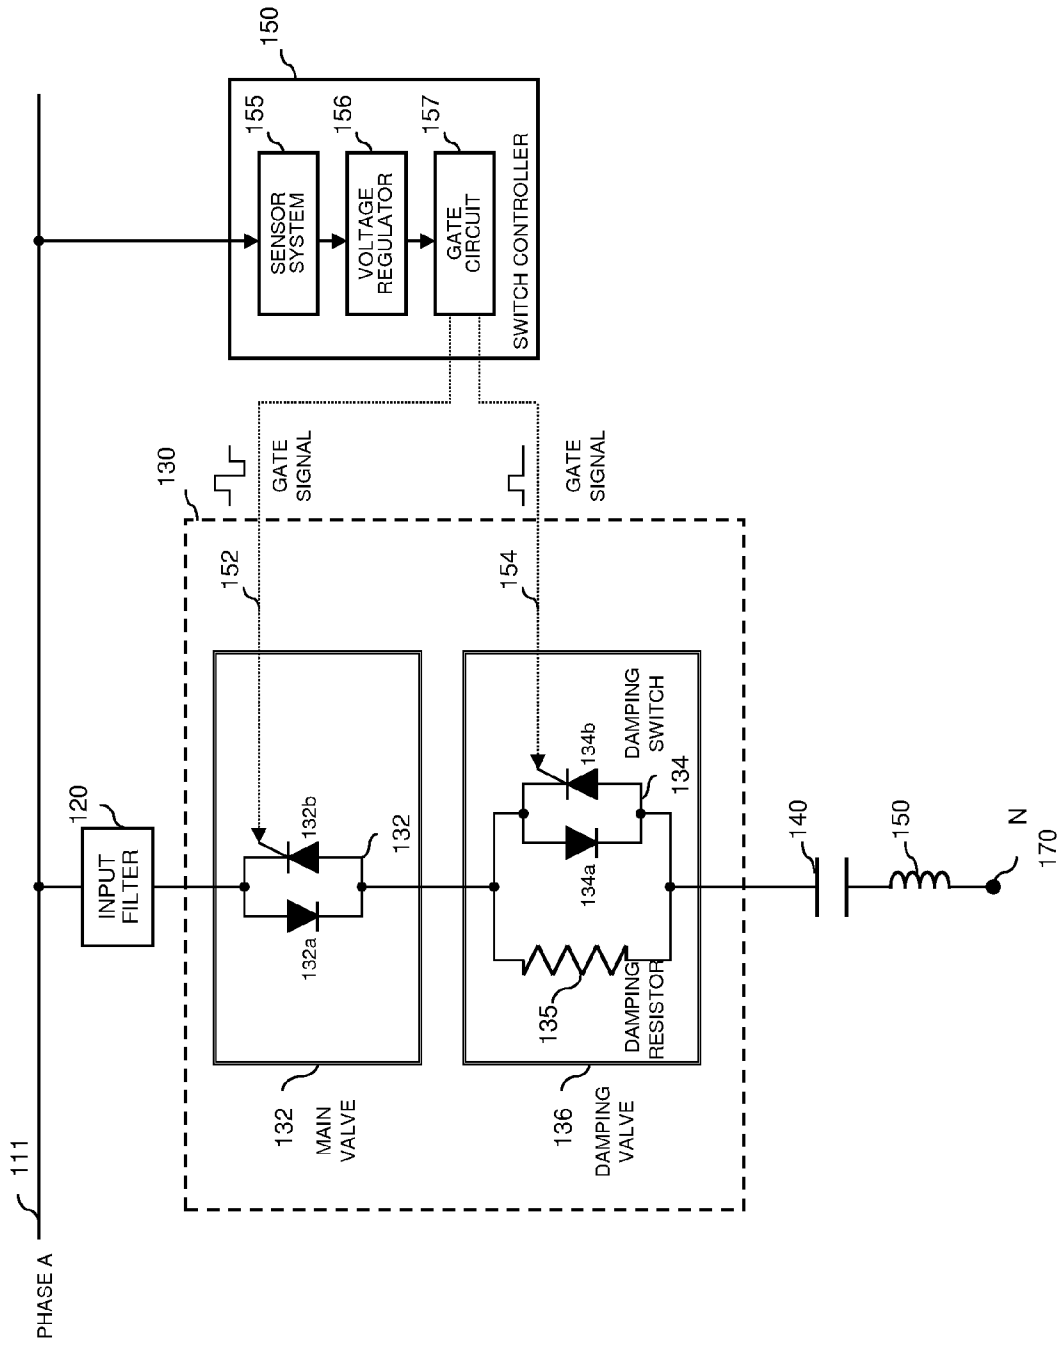 PHASE A
111
120
INPUT
FILTER
150
155
SENSOR
SYSTEM
156
VOLTAGE
REGULATOR
157
GATE
CIRCUIT
SWITCH CONTROLLER
130
GATE
SIGNAL
GATE
SIGNAL
152
154
132a
132b
132
132
MAIN
VALVE
134a
134b
DAMPING
SWITCH
134
135
DAMPING
RESISTOR
136
DAMPING
VALVE
140
150
N
170